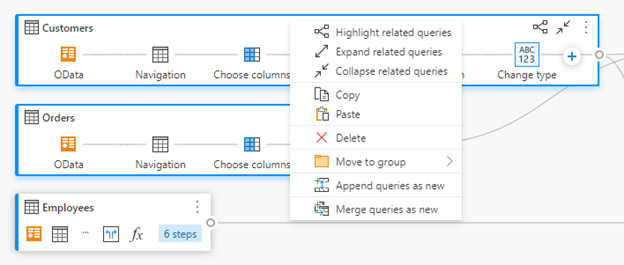 Customers
OData
Navigation
Choose columns
ABC
123
Change type
Orders
OData
Navigation
Choose columns
Employees
fx
6 steps
Highlight related queries
Expand related queries
Collapse related queries
Copy
Paste
Delete
Move to group
Append queries as new
Merge queries as new